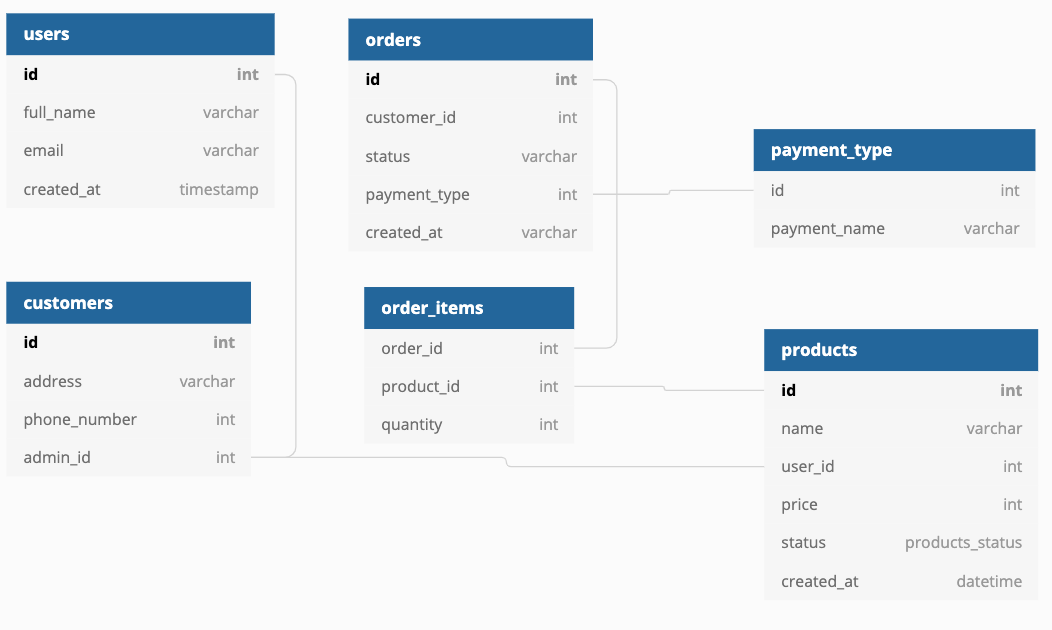 users
id int
full_name varchar
email varchar
created_at timestamp
orders
id int
customer_id int
status varchar
payment_type int
created_at varchar
payment_type
id int
payment_name varchar
customers
id int
address varchar
phone_number int
admin_id int
order_items
order_id int
product_id int
quantity int
products
id int
name varchar
user_id int
price int
status products_status
created_at datetime